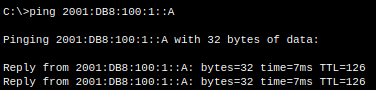 C:\>ping 2001:DB8:100:1::A
Pinging 2001:DB8:100:1::A with 32 bytes of data:
Reply from 2001:DB8:100:1::A: bytes=32 time=7ms TTL=126
Reply from 2001:DB8:100:1::A: bytes=32 time=7ms TTL=126